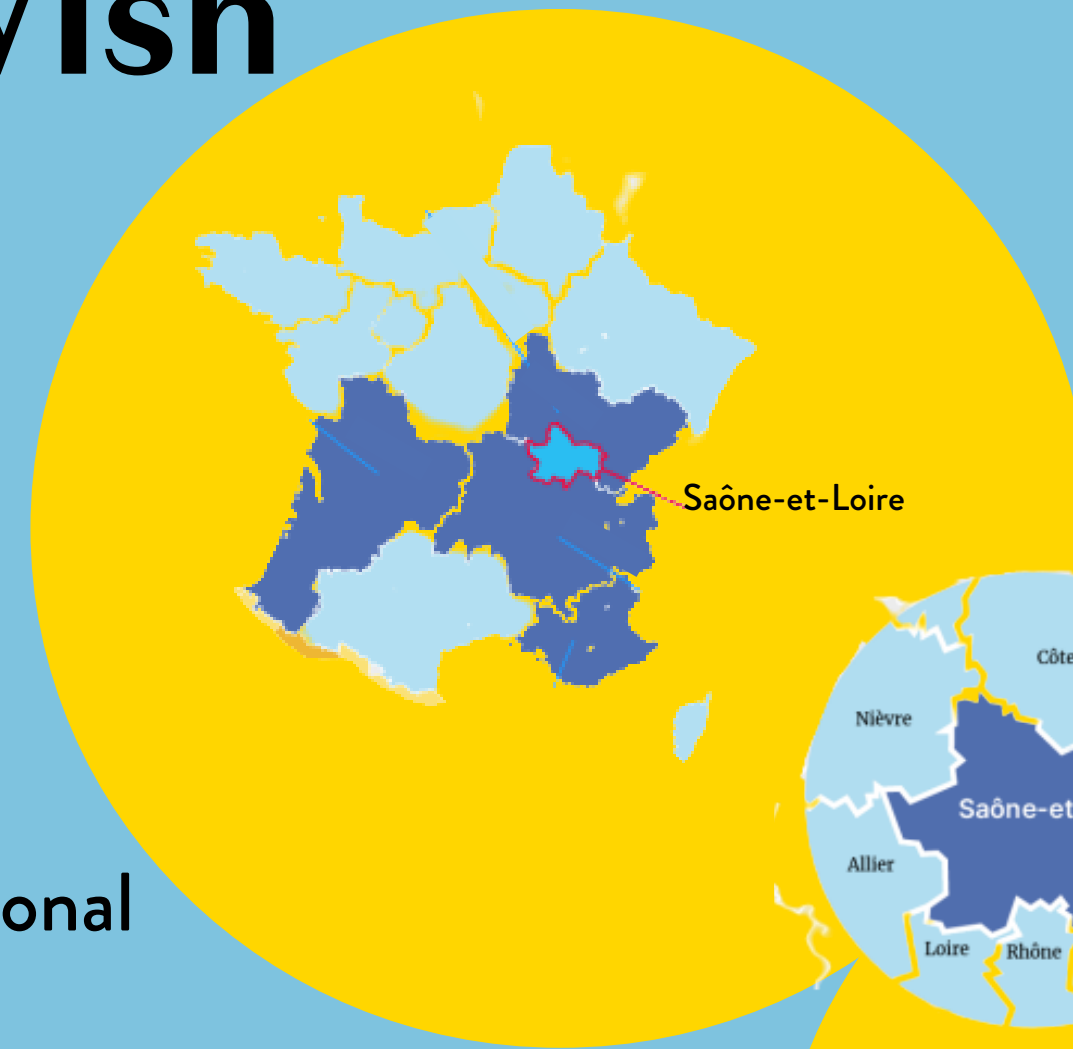 yish
Saône-et-Loire
Côte
Nièvre
Saône-et
Allier
onal
Loire
Rhône